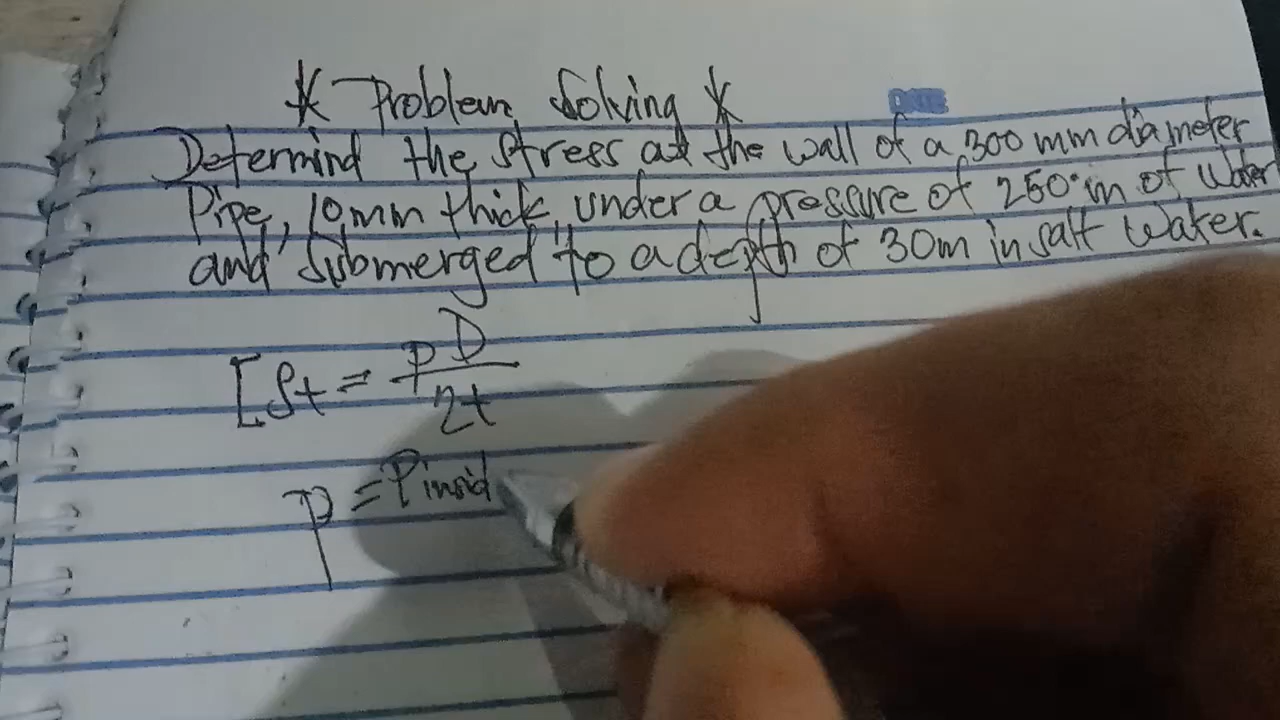 * Problem Solving *
DATE
Determind the stress at the wall of a 300 mm diameter
Pipe, 10mm thick, under a pressure of 250 m of water
and submerged to a depth of 30m in salt water.
[St = PD/2t
P = Pinsid